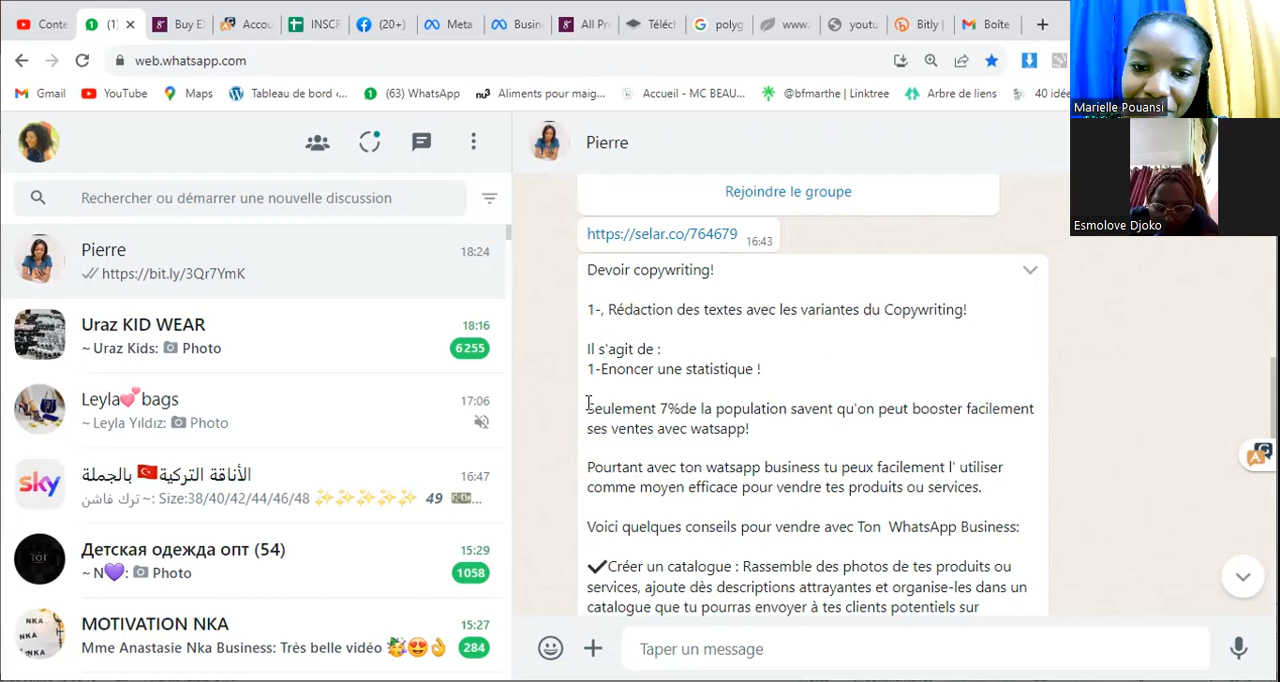 Conte
(1)
Buy E
Accou
INSCR
(20+)
Meta
Busin
All Pr
Téléch
polyg
www.
youtu
Bitly |
Boîte
web.whatsapp.com
Gmail
YouTube
Maps
Tableau de bord ‹...
(63) WhatsApp
nu³
Aliments pour maig...
Accueil - MC BEAU...
@bfmarthe | Linktree
Arbre de liens
40 idée
Marielle Pouansi
Esmolove Djoko
Pierre
Rechercher ou démarrer une nouvelle discussion
Pierre
18:24
https://bit.ly/3Qr7YmK
Uraz KID WEAR
18:16
~ Uraz Kids: Photo
6255
Leyla💕bags
17:06
~ Leyla Yıldız: Photo
sky
الأناقة التركية🇹🇷 بالجملة
16:47
ترك فاشن ~: Size:38/40/42/44/46/48 ✨✨✨✨✨ 49 💵...
Детская одежда опт (54)
15:29
~ N💜: Photo
1058
NKA
NKA
NKA
MOTIVATION NKA
15:27
Mme Anastasie Nka Business: Très belle vidéo 🥳😍👌
284
Rejoindre le groupe
https://selar.co/764679
16:43
Devoir copywriting!
1-, Rédaction des textes avec les variantes du Copywriting!
Il s'agit de :
1-Enoncer une statistique !
Seulement 7%de la population savent qu'on peut booster facilement
ses ventes avec watsapp!
Pourtant avec ton watsapp business tu peux facilement l' utiliser
comme moyen efficace pour vendre tes produits ou services.
Voici quelques conseils pour vendre avec Ton  WhatsApp Business:
✔Créer un catalogue : Rassemble des photos de tes produits ou
services, ajoute dès descriptions attrayantes et organise-les dans un
catalogue que tu pourras envoyer à tes clients potentiels sur
Taper un message